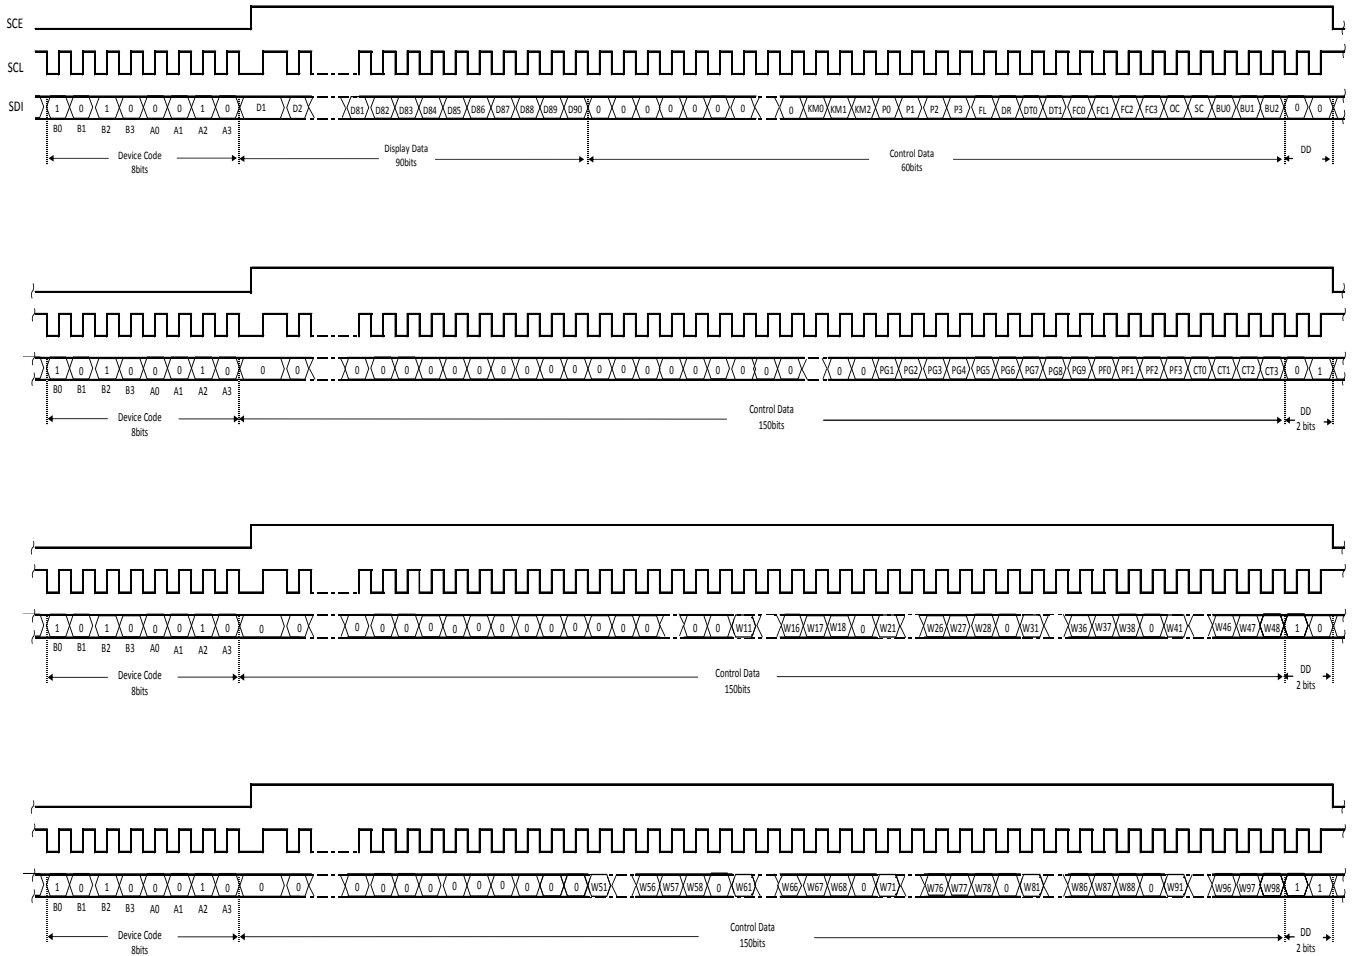 SCE
SCL
SDI 1 0 1 0 0 0 1 0 D1 D2 D81 D82 D83 D84 D85 D86 D87 D88 D89 D90 0 0 0 0 0 0 0 0 KM0 KM1 KM2 P0 P1 P2 P3 FL DR DT0 DT1 FC0 FC1 FC2 FC3 OC SC BU0 BU1 BU2 0 0
B0 B1 B2 B3 A0 A1 A2 A3
Device Code Display Data Control Data DD
8bits 90bits 60bits
1 0 1 0 0 0 1 0 0 0 0 0 0 0 0 0 0 0 0 0 0 0 0 0 0 0 0 0 0 0 0 0 PG1 PG2 PG3 PG4 PG5 PG6 PG7 PG8 PG9 PF0 PF1 PF2 PF3 CT0 CT1 CT2 CT3 0 1
B0 B1 B2 B3 A0 A1 A2 A3
Device Code Control Data DD
8bits 150bits 2 bits
1 0 1 0 0 0 1 0 0 0 0 0 0 0 0 0 0 0 0 0 0 0 0 0 0 0 W11 W16 W17 W18 0 W21 W26 W27 W28 0 W31 W36 W37 W38 0 W41 W46 W47 W48 1 0
B0 B1 B2 B3 A0 A1 A2 A3
Device Code Control Data DD
8bits 150bits 2 bits
1 0 1 0 0 0 1 0 0 0 0 0 0 0 0 0 0 0 0 0 W51 W56 W57 W58 0 W61 W66 W67 W68 0 W71 W76 W77 W78 0 W81 W86 W87 W88 0 W91 W96 W97 W98 1 1
B0 B1 B2 B3 A0 A1 A2 A3
Device Code Control Data DD
8bits 150bits 2 bits